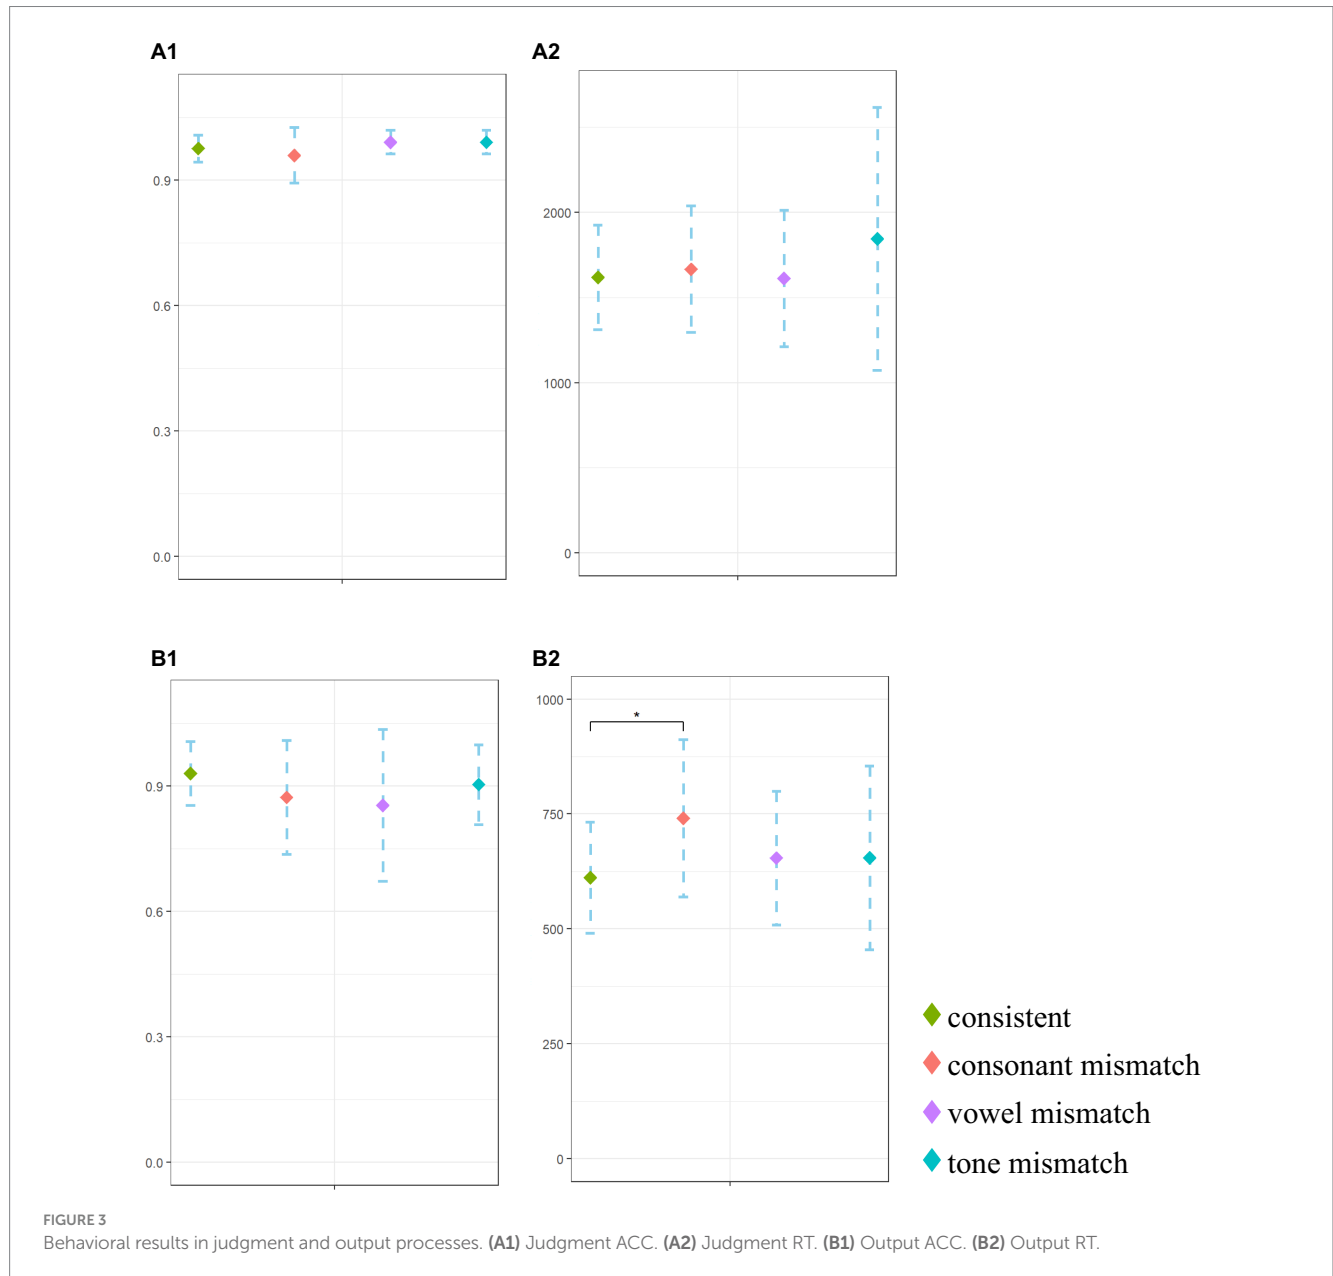 A1
A2
0.9
0.6
0.3
0.0
2000
1000
0
B1
B2
0.9
0.6
0.3
0.0
1000
750
500
250
0
*
consistent
consonant mismatch
vowel mismatch
tone mismatch
FIGURE 3
Behavioral results in judgment and output processes. (A1) Judgment ACC. (A2) Judgment RT. (B1) Output ACC. (B2) Output RT.